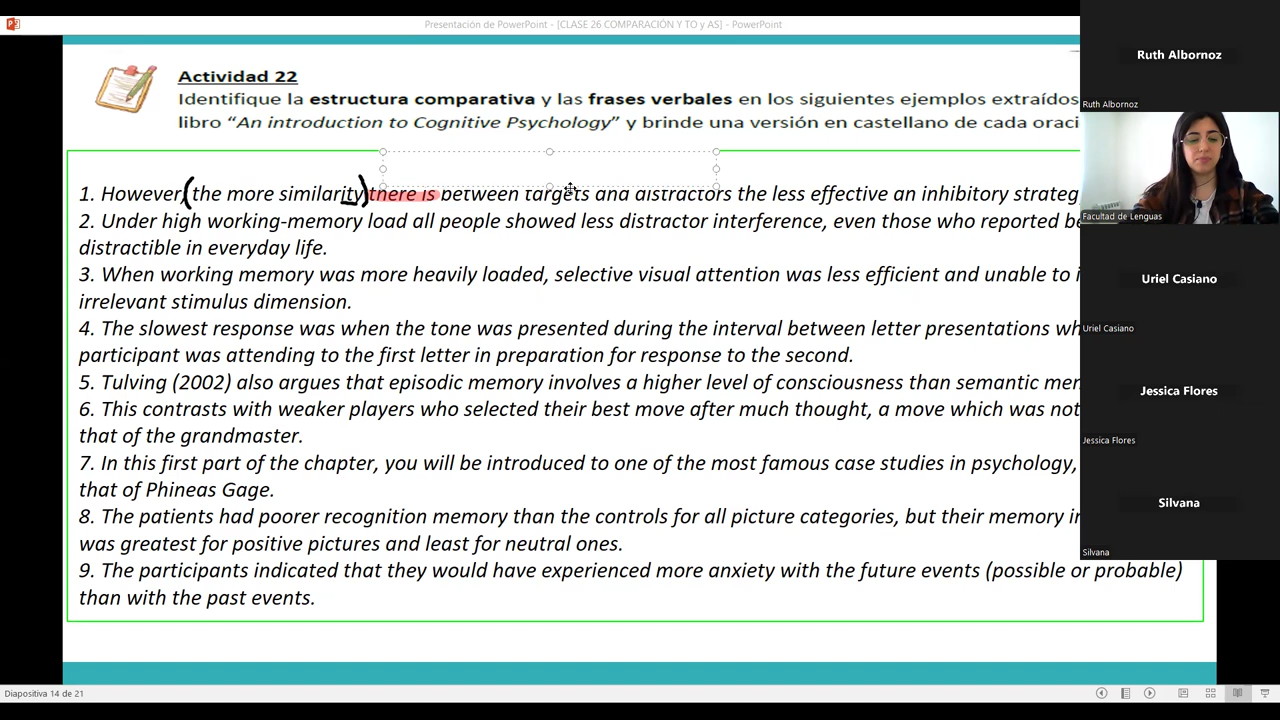 Presentación de PowerPoint - [CLASE 26 COMPARACIÓN Y TO y AS] - PowerPoint
Ruth Albornoz
Ruth Albornoz
Actividad 22
Identifique la estructura comparativa y las frases verbales en los siguientes ejemplos extraídos
libro “An introduction to Cognitive Psychology” y brinde una versión en castellano de cada oraci
1. However, the more similarity there is between targets and distractors the less effective an inhibitory strateg
Facultad de Lenguas
2. Under high working-memory load all people showed less distractor interference, even those who reported be
distractible in everyday life.
3. When working memory was more heavily loaded, selective visual attention was less efficient and unable to i
irrelevant stimulus dimension.
Uriel Casiano
Uriel Casiano
4. The slowest response was when the tone was presented during the interval between letter presentations wh
participant was attending to the first letter in preparation for response to the second.
5. Tulving (2002) also argues that episodic memory involves a higher level of consciousness than semantic mem
Jessica Flores
Jessica Flores
6. This contrasts with weaker players who selected their best move after much thought, a move which was not
that of the grandmaster.
7. In this first part of the chapter, you will be introduced to one of the most famous case studies in psychology,
that of Phineas Gage.
Silvana
Silvana
8. The patients had poorer recognition memory than the controls for all picture categories, but their memory i
was greatest for positive pictures and least for neutral ones.
9. The participants indicated that they would have experienced more anxiety with the future events (possible or probable)
than with the past events.
Diapositiva 14 de 21